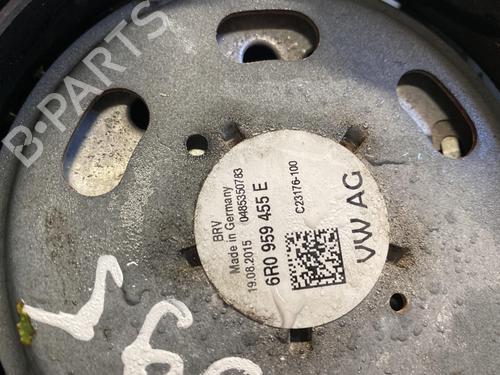 B-PARTS
BRV
Made in Germany
19.08.2015 0485350783
6R0 959 455 E
C23176-100
VW AG